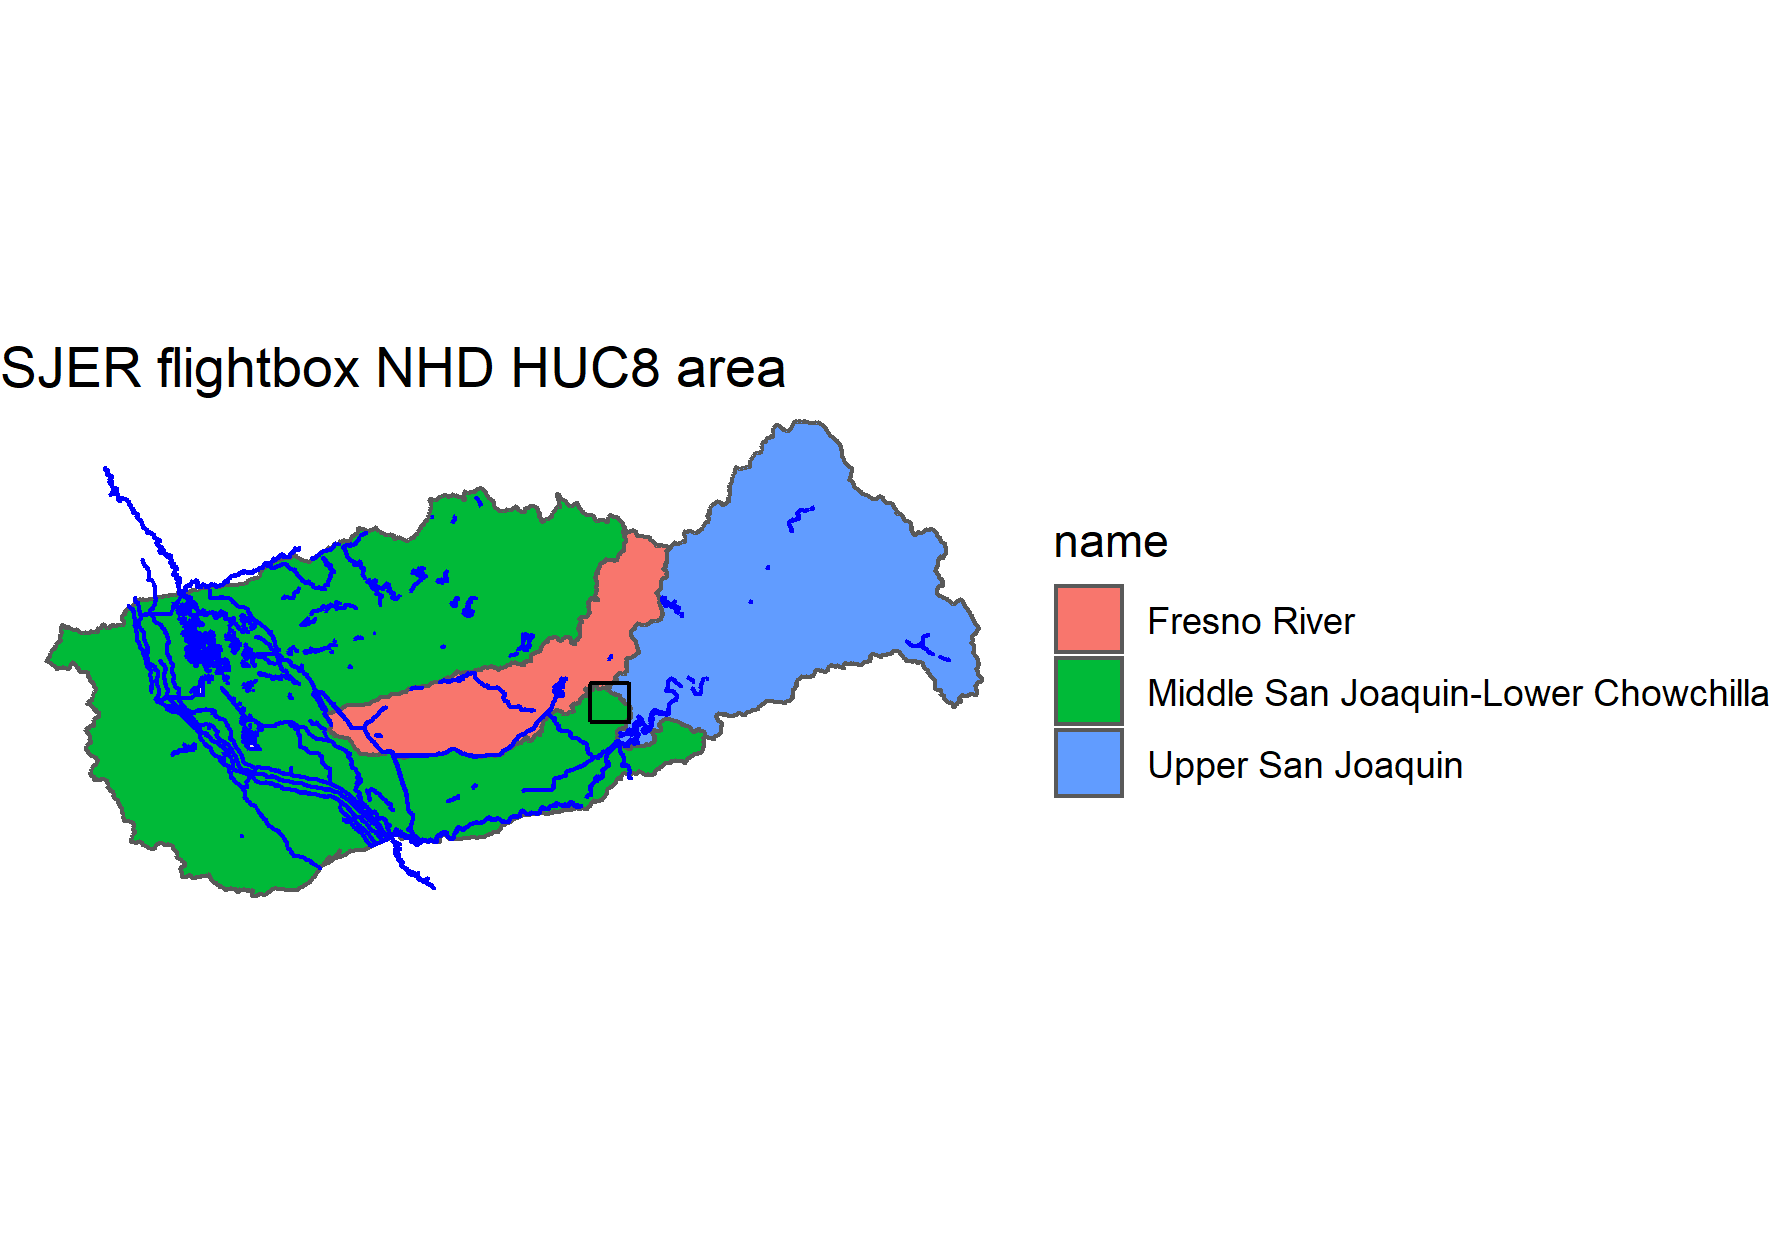 SJER flightbox NHD HUC8 area
name
Fresno River
Middle San Joaquin-Lower Chowchilla
Upper San Joaquin